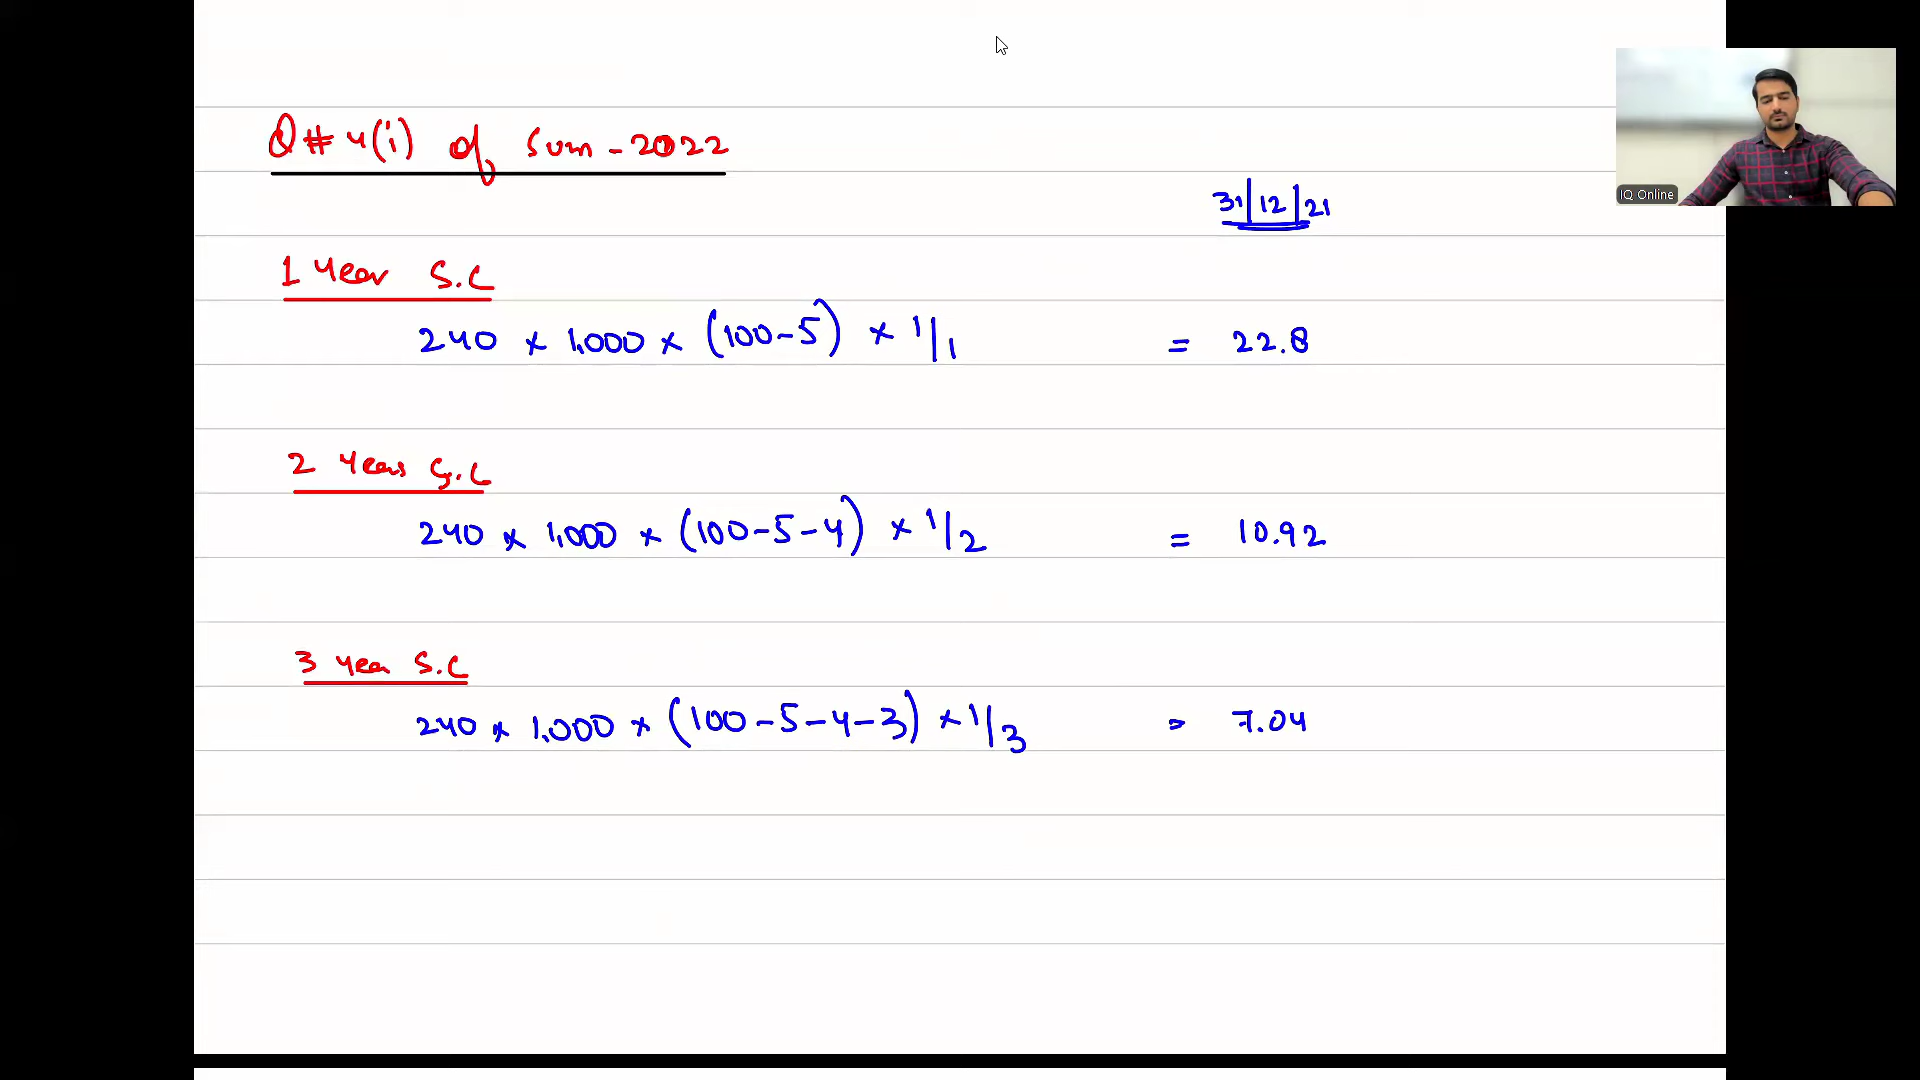 Q # 4(i) of Sum - 2022
31|12|21
IQ Online
1 Year S.C
240 × 1,000 × (100-5) × 1/1 = 22.8
2 Years S.C
240 × 1,000 × (100-5-4) × 1/2 = 10.92
3 Year S.C
240 × 1,000 × (100-5-4-3) × 1/3 = 7.04